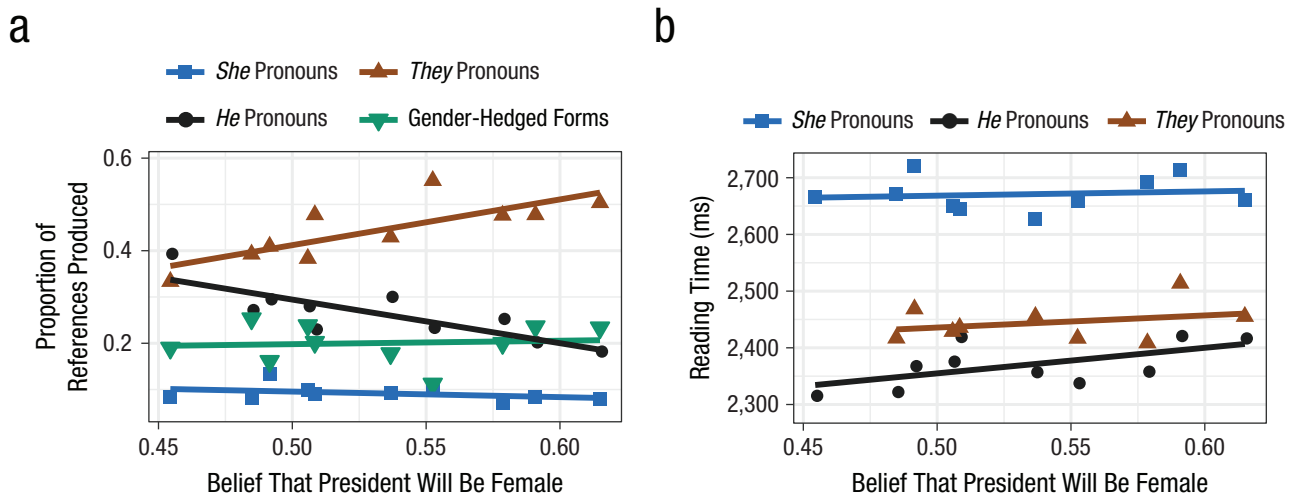 a
She Pronouns They Pronouns
He Pronouns Gender-Hedged Forms
Proportion of
References Produced
0.6
0.4
0.2
0.45 0.50 0.55 0.60
Belief That President Will Be Female
b
She Pronouns He Pronouns They Pronouns
Reading Time (ms)
2,700
2,650
2,500
2,450
2,400
2,300
0.45 0.50 0.55 0.60
Belief That President Will Be Female